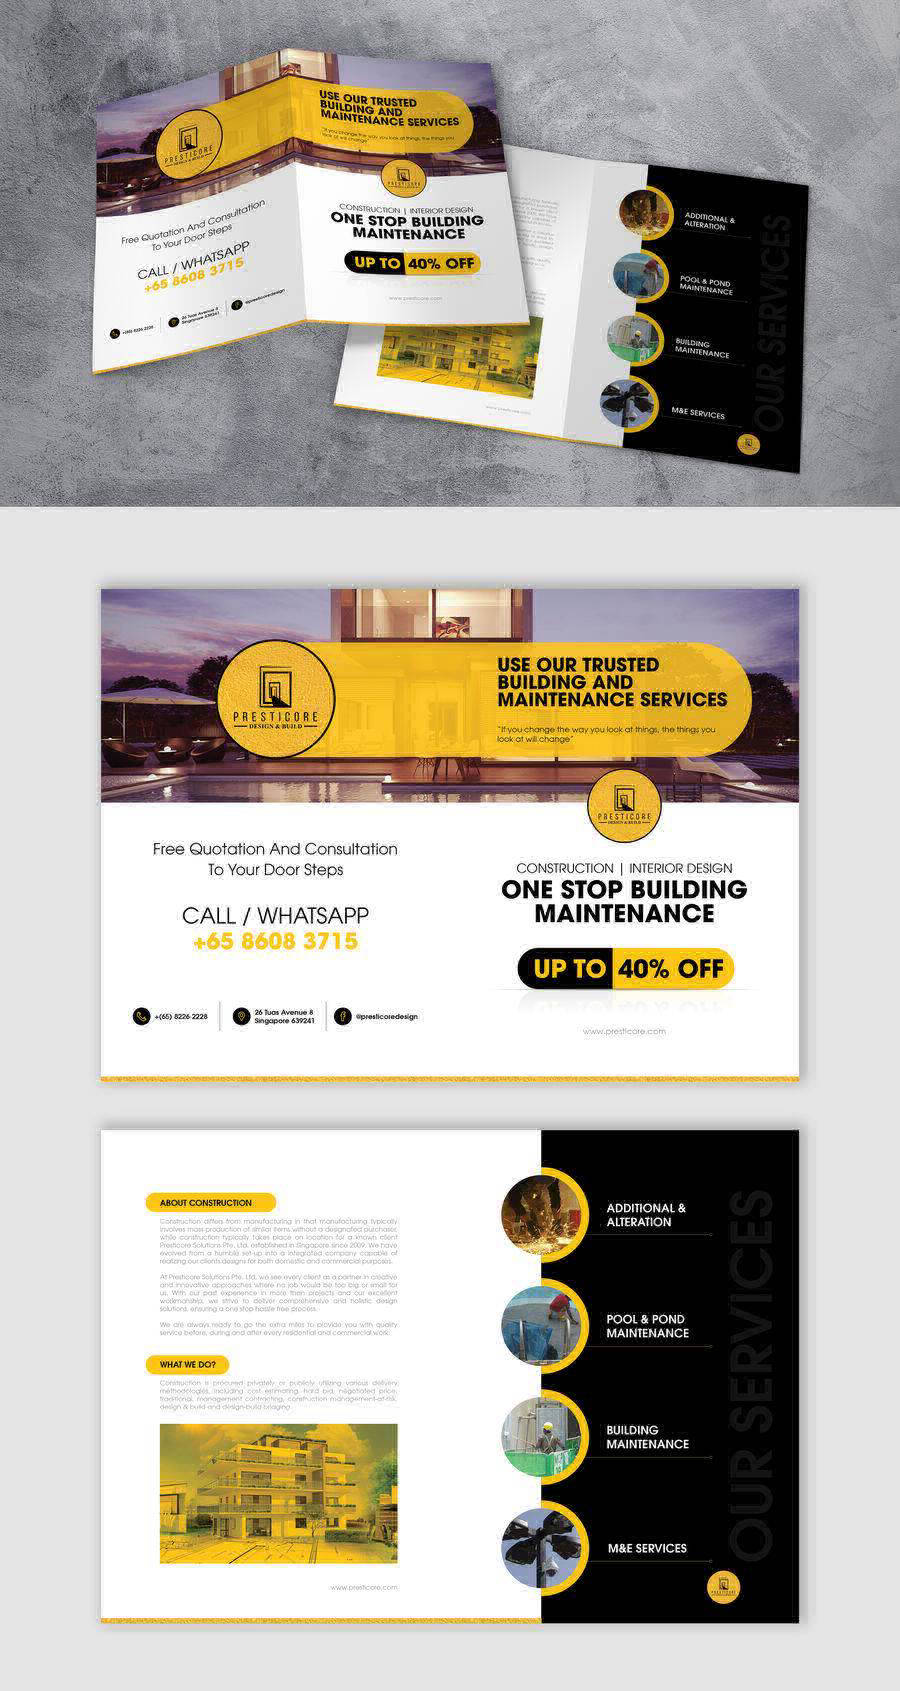 USE OUR TRUSTED
BUILDING AND
MAINTENANCE SERVICES
"If you change the way you look at things, the things you
look at will change"
PRESTICORE
DESIGN & BUILD
PRESTICORE
DESIGN & BUILD
Free Quotation And Consultation
To Your Door Steps
CALL / WHATSAPP
+65 8608 3715
+(65) 8226 2228
26 Tuas Avenue 8
Singapore 639241
@presticoredesign
CONSTRUCTION | INTERIOR DESIGN
ONE STOP BUILDING
MAINTENANCE
UP TO 40% OFF
www.presticore.com
ADDITIONAL &
ALTERATION
POOL & POND
MAINTENANCE
BUILDING
MAINTENANCE
M&E SERVICES
OUR SERVICES
www.presticore.com
PRESTICORE
DESIGN & BUILD
USE OUR TRUSTED
BUILDING AND
MAINTENANCE SERVICES
"If you change the way you look at things, the things you
look at will change"
PRESTICORE
DESIGN & BUILD
Free Quotation And Consultation
To Your Door Steps
CALL / WHATSAPP
+65 8608 3715
+(65) 8226 2228
26 Tuas Avenue 8
Singapore 639241
@presticoredesign
CONSTRUCTION | INTERIOR DESIGN
ONE STOP BUILDING
MAINTENANCE
UP TO 40% OFF
www.presticore.com
ABOUT CONSTRUCTION
Construction differs from manufacturing in that manufacturing typically
involves mass production of similar items without a designated purchaser,
while construction typically takes place on location for a known client
Presticore Solutions Pte. Ltd. established in Singapore since 2009. We have
evolved from a humble set-up into a integrated company capable of
realizing our clients designs for both domestic and commercial purposes.
At Presticore Solutions Pte. Ltd, we see every client as a partner in creative
and innovative approaches where no job would be too big or small for
us. With our past experience in more than projects and our excellent
workmanship, we strive to deliver comprehensive and holistic design
solutions, ensuring a one stop hassle free process.
We are always ready to go the extra miles to provide you with quality
service before, during and after every residential and commercial work.
WHAT WE DO?
Construction is procured privately or publicly utilizing various delivery
methodologies, including cost estimating, hard bid, negotiated price,
traditional, management contracting, construction management-at-risk,
design & build and design-build bridging.
www.presticore.com
ADDITIONAL &
ALTERATION
POOL & POND
MAINTENANCE
BUILDING
MAINTENANCE
M&E SERVICES
OUR SERVICES